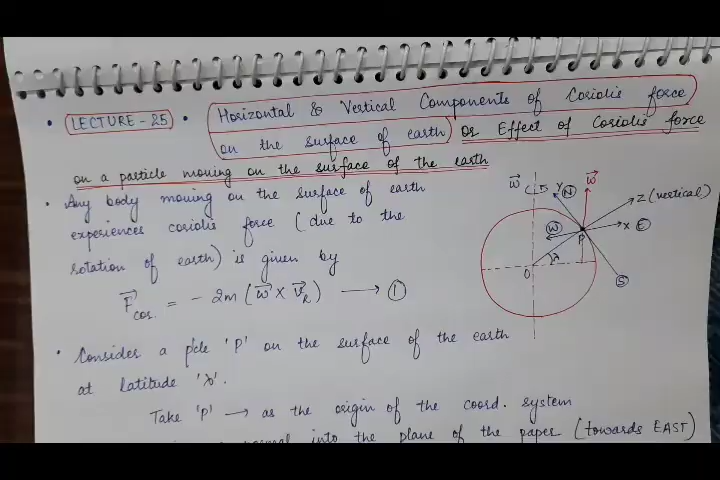 • LECTURE - 25 • Horizontal & Vertical Components of Coriolis force
on the surface of earth or Effect of Coriolis force
on a particle moving on the surface of the earth
• Any body moving on the surface of earth
experiences coriolis force (due to the
rotation of earth) is given by
F⃗cor. = - 2m (ω⃗ × v⃗R) ⟶ ①
• Consider a p'cle 'P' on the surface of the earth
at latitude 'λ'.
Take 'P' ⟶ as the origin of the coord. system
normal into the plane of the paper (towards EAST)
ω⃗
Y N
ω⃗
Z (vertical)
W
P
X E
O
λ
S